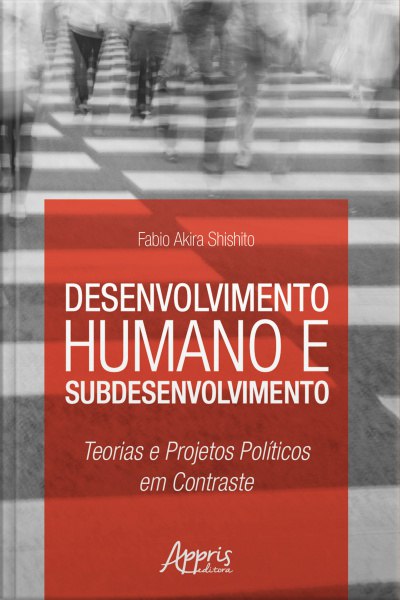 Fabio Akira Shishito
DESENVOLVIMENTO
HUMANO E
SUBDESENVOLVIMENTO
Teorias e Projetos Políticos
em Contraste
Appris
editora